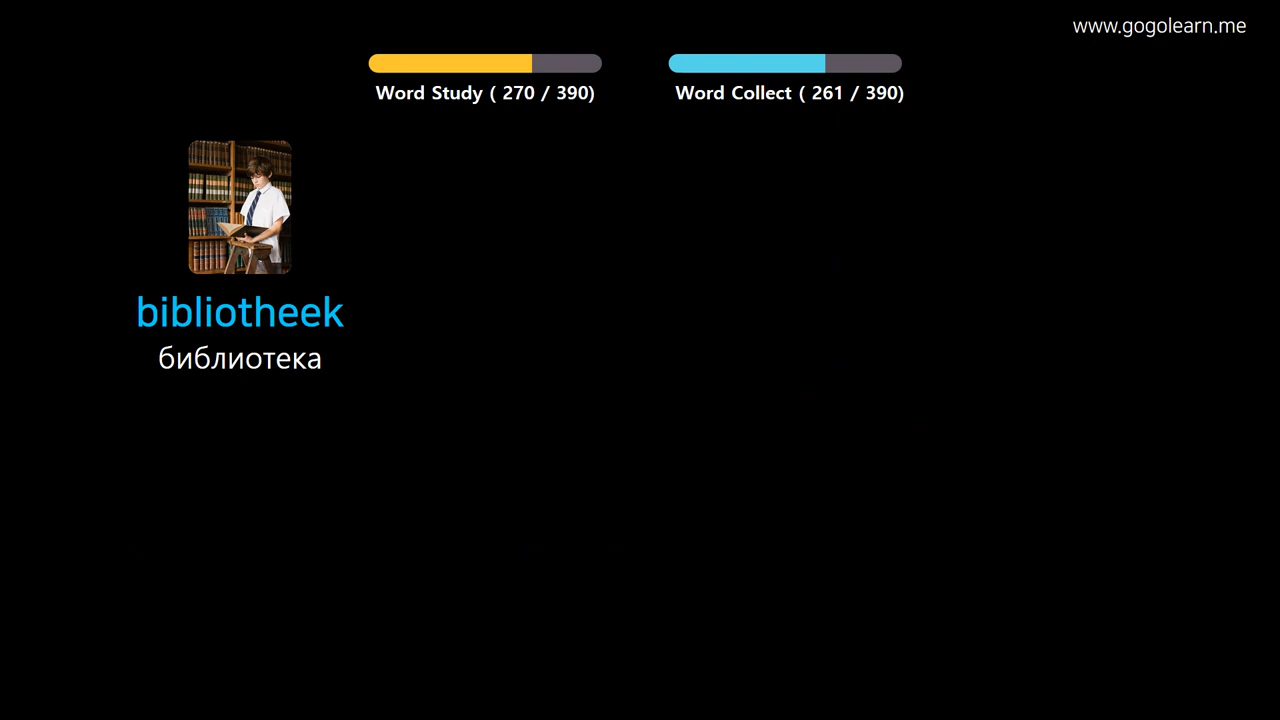 www.gogolearn.me
Word Study ( 270 / 390)
Word Collect ( 261 / 390)
bibliotheek
библиотека